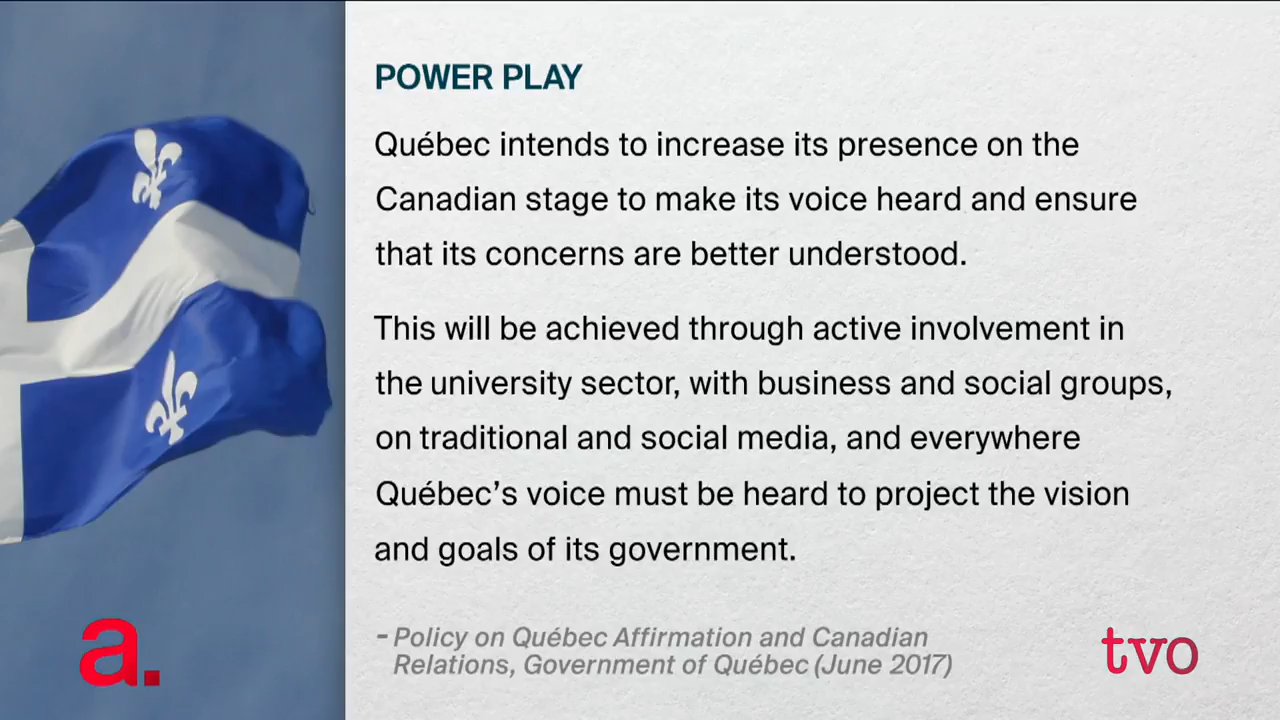 POWER PLAY
Québec intends to increase its presence on the
Canadian stage to make its voice heard and ensure
that its concerns are better understood.
This will be achieved through active involvement in
the university sector, with business and social groups,
on traditional and social media, and everywhere
Québec's voice must be heard to project the vision
and goals of its government.
- Policy on Québec Affirmation and Canadian
Relations, Government of Québec (June 2017)
a.
tvo